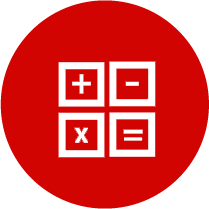 + -
x =